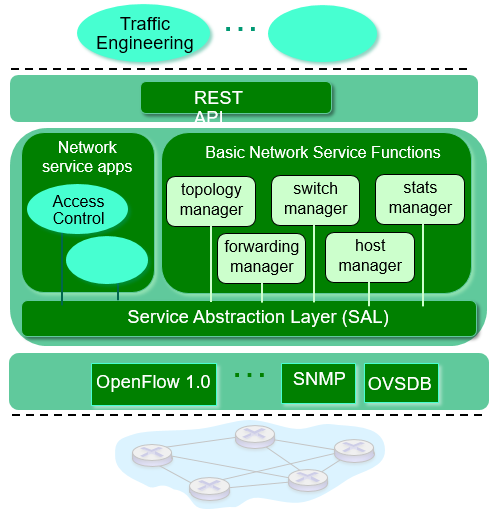 Traffic
Engineering
...
REST
API
Network
service apps
Basic Network Service Functions
Access
Control
topology
manager
switch
manager
stats
manager
forwarding
manager
host
manager
Service Abstraction Layer (SAL)
OpenFlow 1.0
...
SNMP
OVSDB